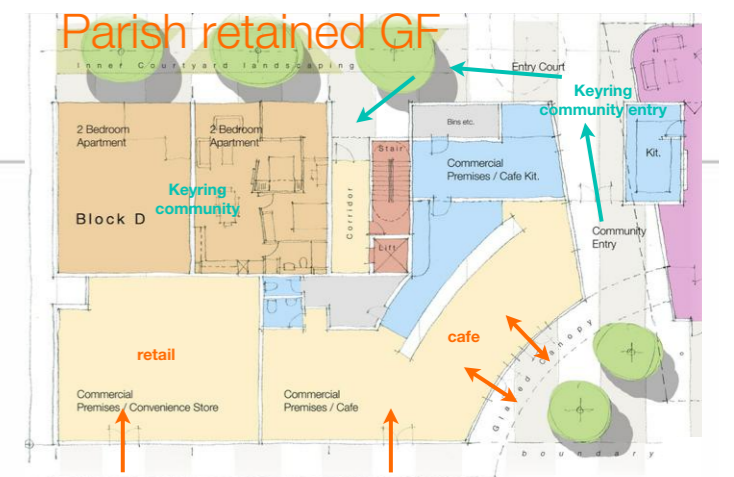 Parish retained GF
Inner Courtyard landscaping
Entry Court
Keyring
community entry
2 Bedroom
Apartment
2 Bedroom
Apartment
Bins etc.
Stair
Kit.
Commercial
Premises / Cafe Kit.
Keyring
community
Corridor
Block D
Community
Entry
Lift
cafe
retail
Glazed Canopy
Commercial
Premises / Convenience Store
Commercial
Premises / Cafe
boundary